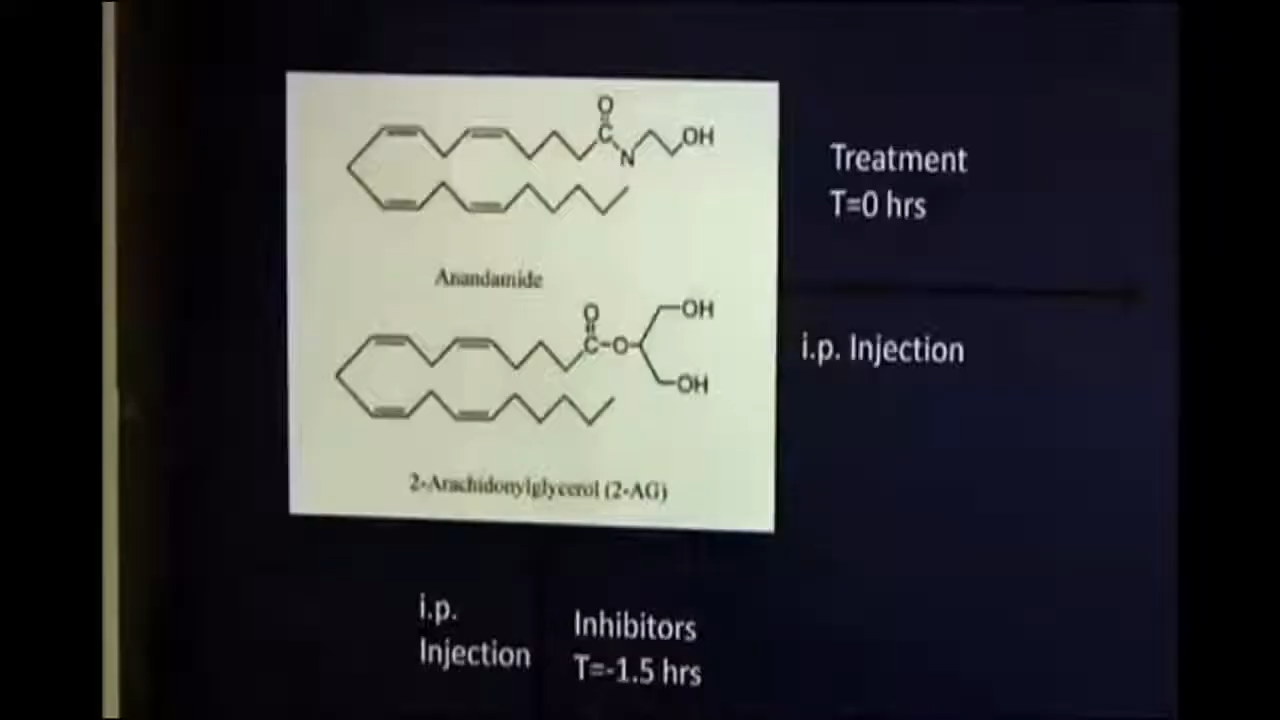 O
C
N
OH
Anandamide
O
OH
C-O
OH
2-Arachidonylglycerol (2-AG)
Treatment
T=0 hrs
i.p. Injection
i.p.
Injection
Inhibitors
T=-1.5 hrs